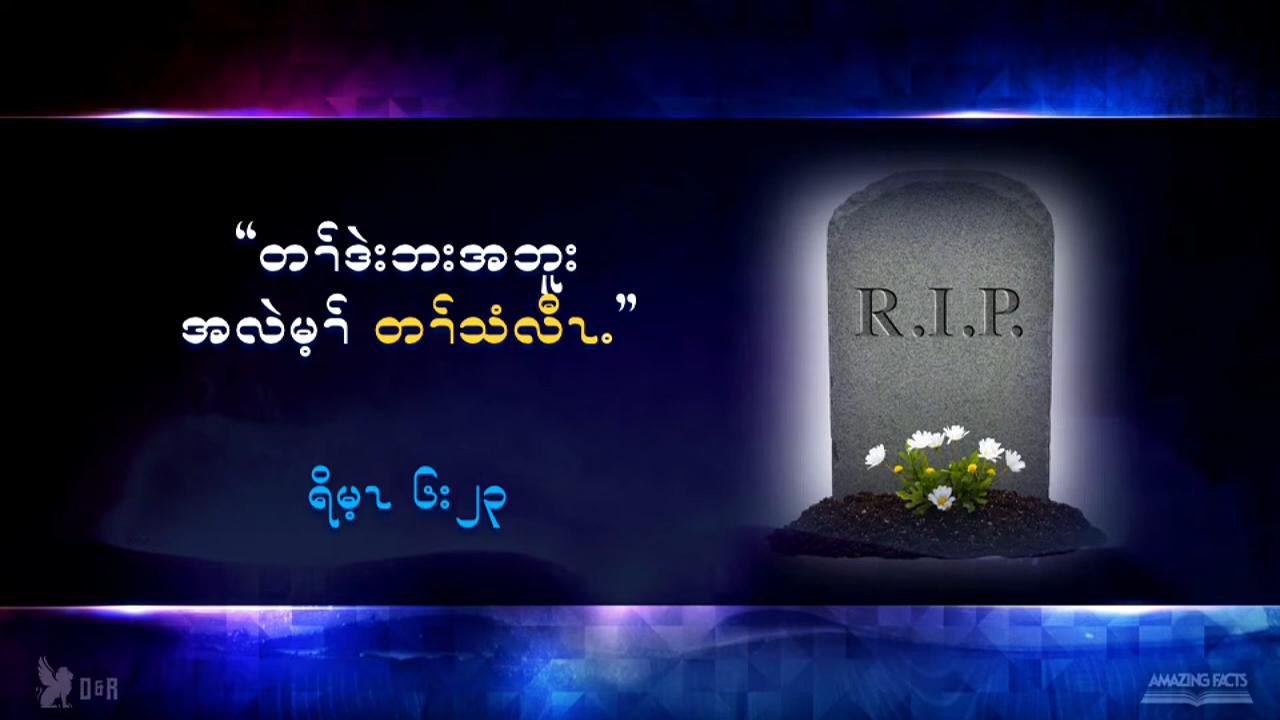 “တၢ်ဒဲးဘးအဘူး
အလဲမ့ၢ် တၢ်သံလီၤ.”
ရိမ့ၤ ၆း၂၃
R.I.P.
D&R
AMAZING FACTS